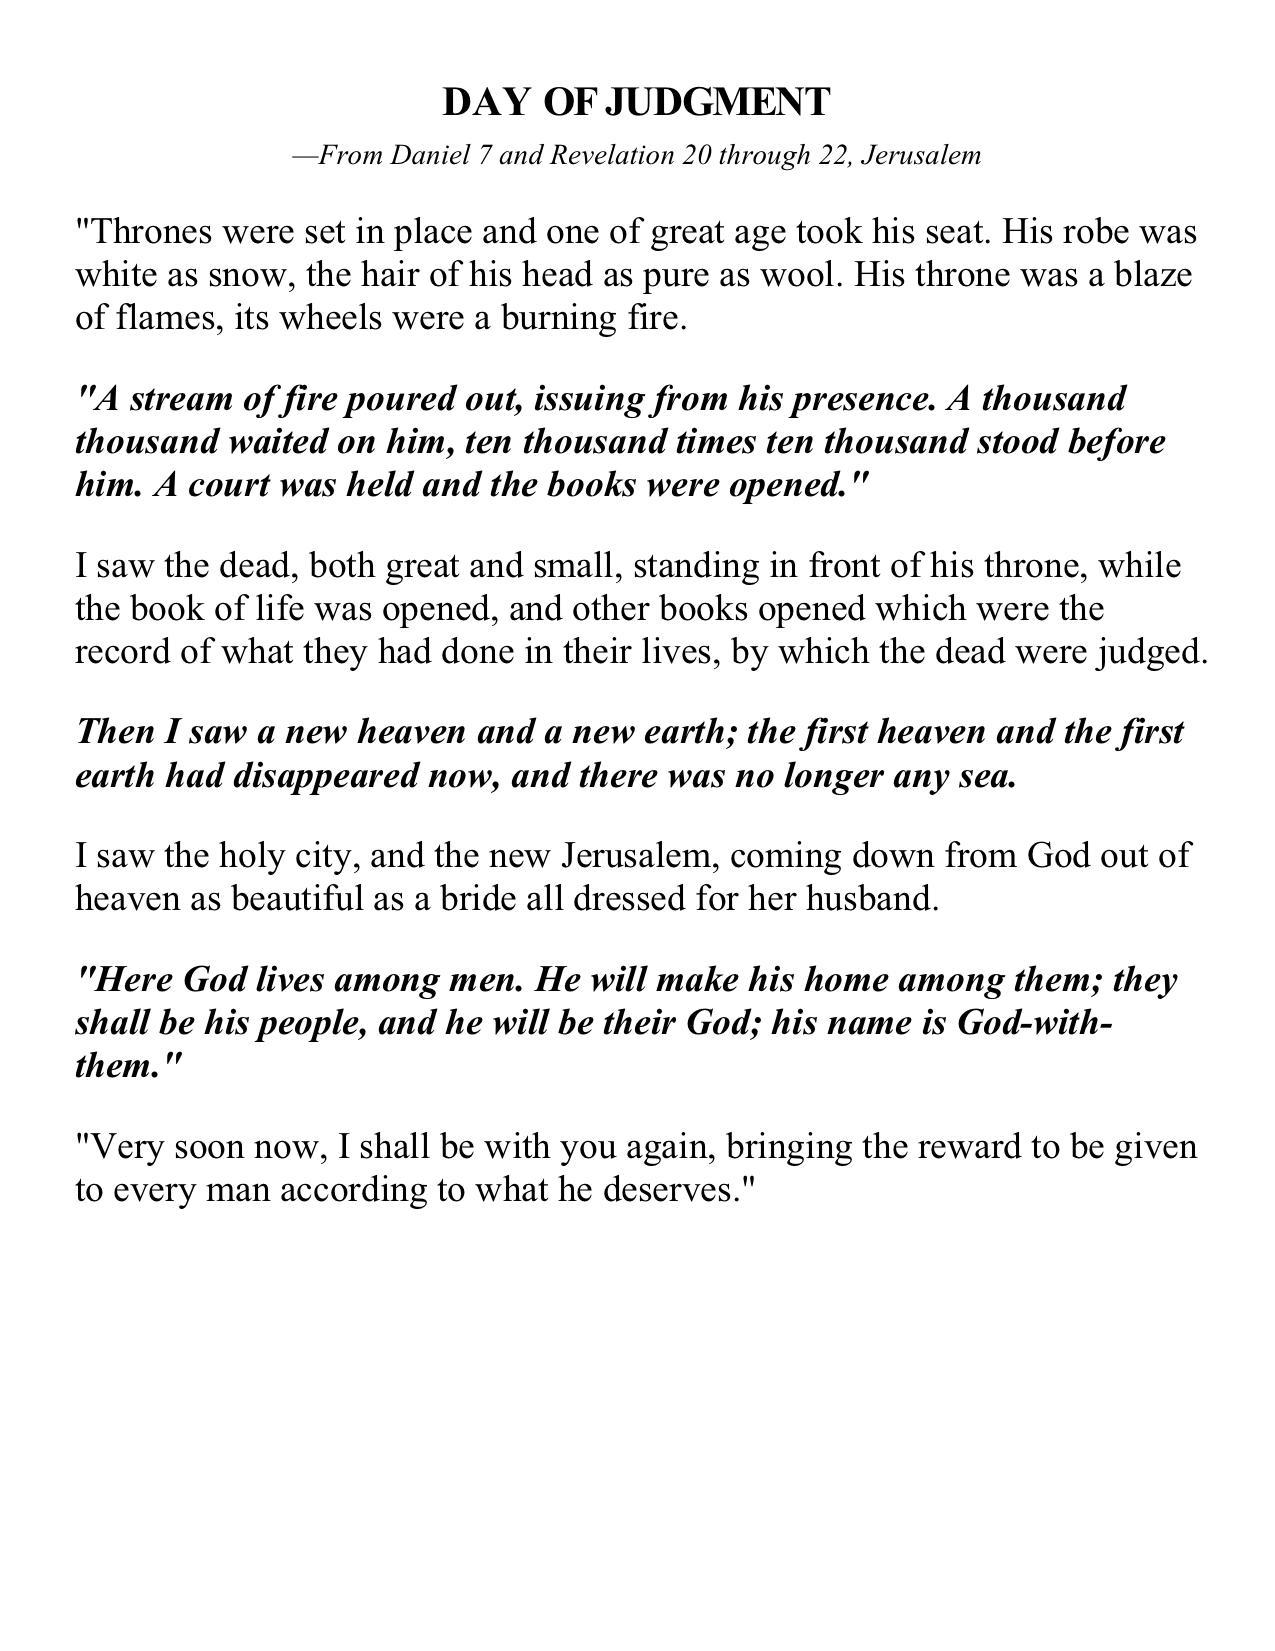 DAY OF JUDGMENT
—From Daniel 7 and Revelation 20 through 22, Jerusalem
"Thrones were set in place and one of great age took his seat. His robe was
white as snow, the hair of his head as pure as wool. His throne was a blaze
of flames, its wheels were a burning fire.
"A stream of fire poured out, issuing from his presence. A thousand
thousand waited on him, ten thousand times ten thousand stood before
him. A court was held and the books were opened."
I saw the dead, both great and small, standing in front of his throne, while
the book of life was opened, and other books opened which were the
record of what they had done in their lives, by which the dead were judged.
Then I saw a new heaven and a new earth; the first heaven and the first
earth had disappeared now, and there was no longer any sea.
I saw the holy city, and the new Jerusalem, coming down from God out of
heaven as beautiful as a bride all dressed for her husband.
"Here God lives among men. He will make his home among them; they
shall be his people, and he will be their God; his name is God-with-
them."
"Very soon now, I shall be with you again, bringing the reward to be given
to every man according to what he deserves."